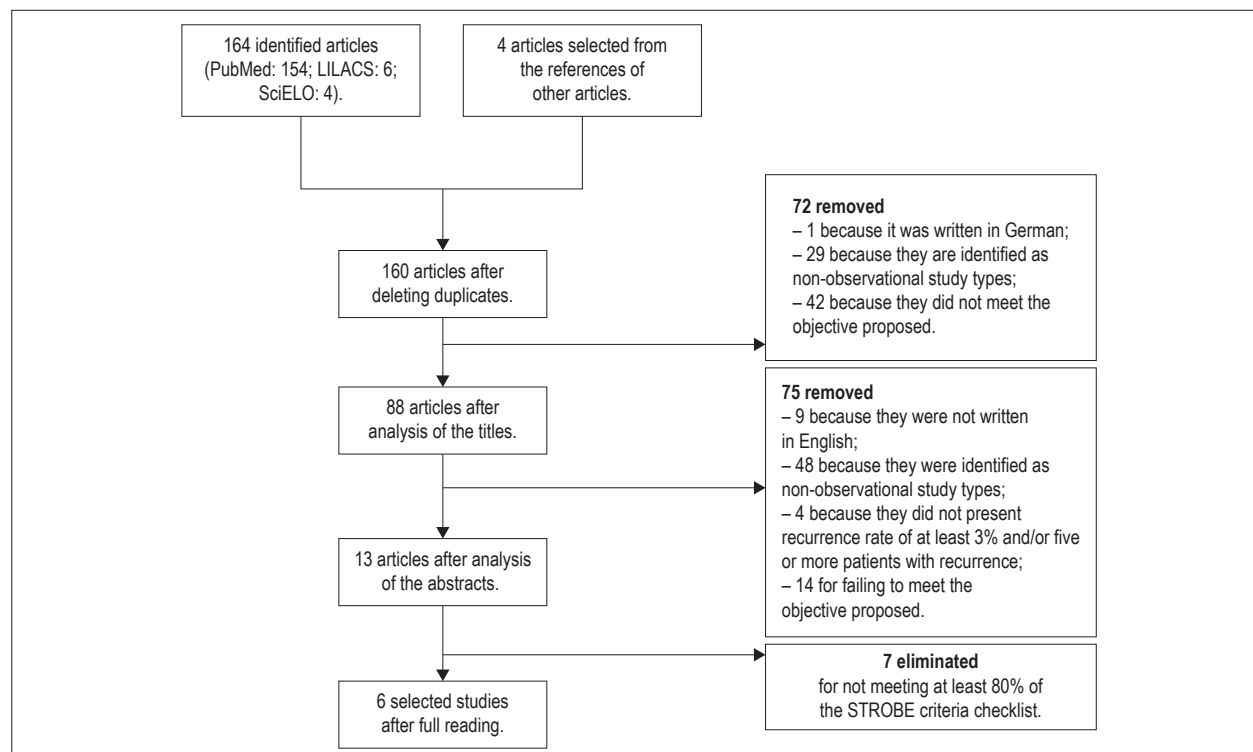 164 identified articles
(PubMed: 154; LILACS: 6;
SciELO: 4).
4 articles selected from
the references of
other articles.
160 articles after
deleting duplicates.
72 removed
– 1 because it was written in German;
– 29 because they are identified as
non-observational study types;
– 42 because they did not meet the
objective proposed.
88 articles after
analysis of the titles.
75 removed
– 9 because they were not written
in English;
– 48 because they were identified as
non-observational study types;
– 4 because they did not present
recurrence rate of at least 3% and/or five
or more patients with recurrence;
– 14 for failing to meet the
objective proposed.
13 articles after analysis
of the abstracts.
7 eliminated
for not meeting at least 80% of
the STROBE criteria checklist.
6 selected studies
after full reading.